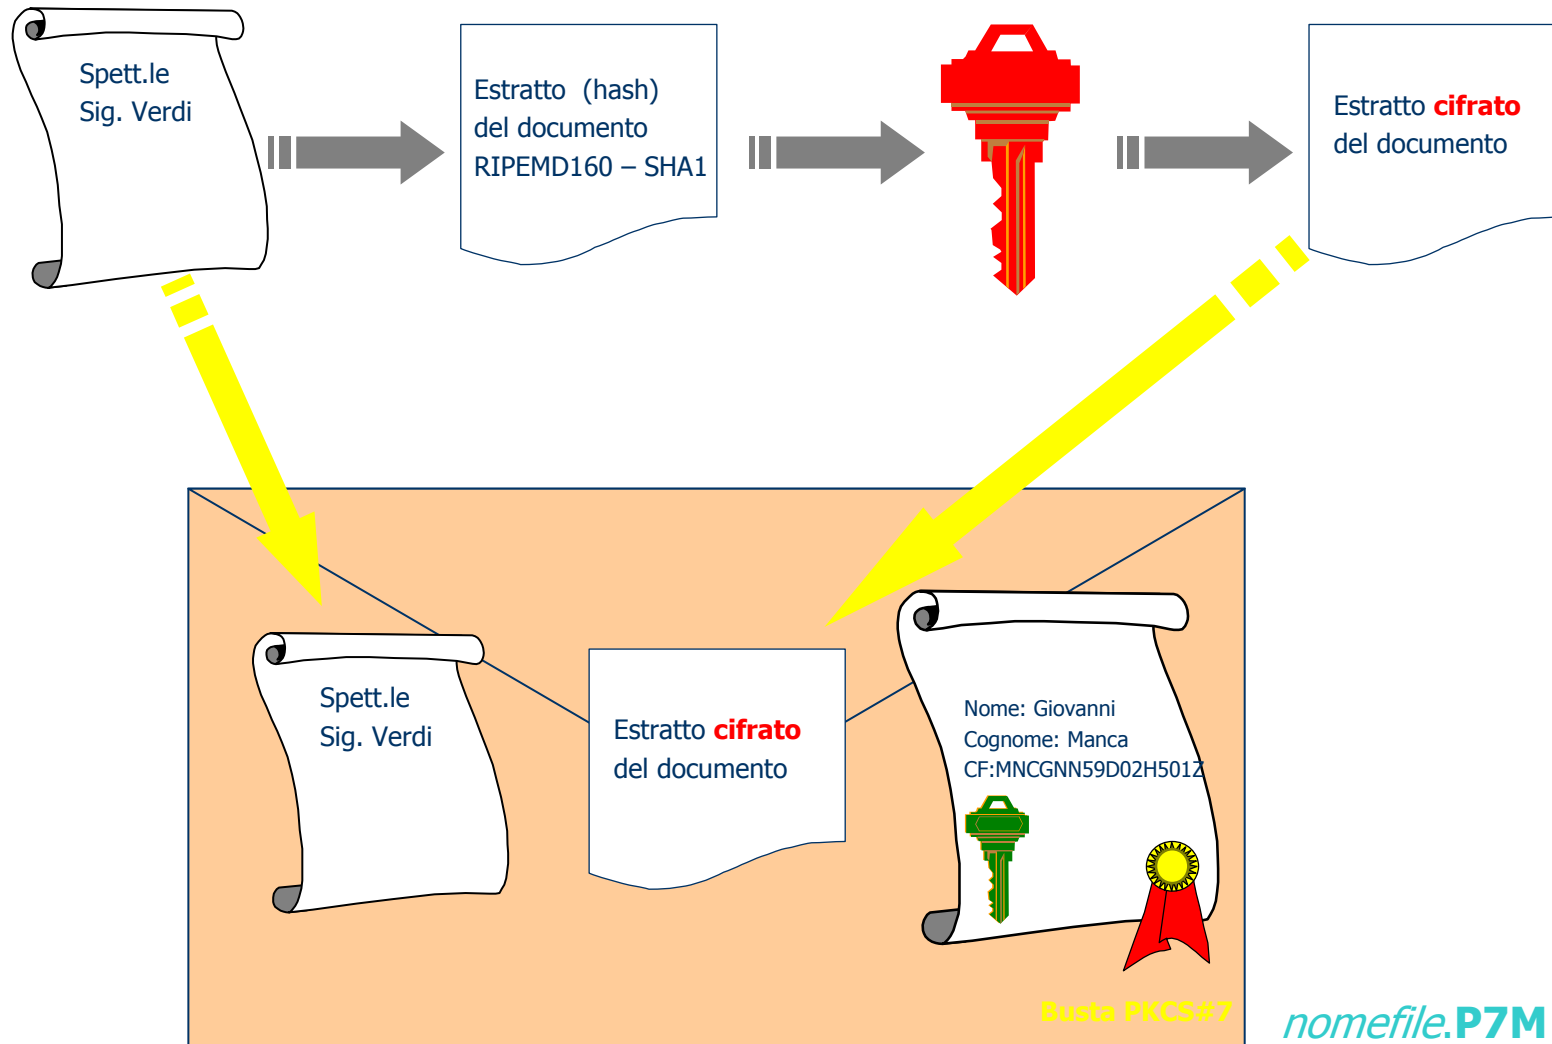 Spett.le
Sig. Verdi
Estratto (hash)
del documento
RIPEMD160 – SHA1
Estratto cifrato
del documento
Spett.le
Sig. Verdi
Estratto cifrato
del documento
Nome: Giovanni
Cognome: Manca
CF:MNCGNN59D02H501Z
Busta PKCS#7
nomefile.P7M